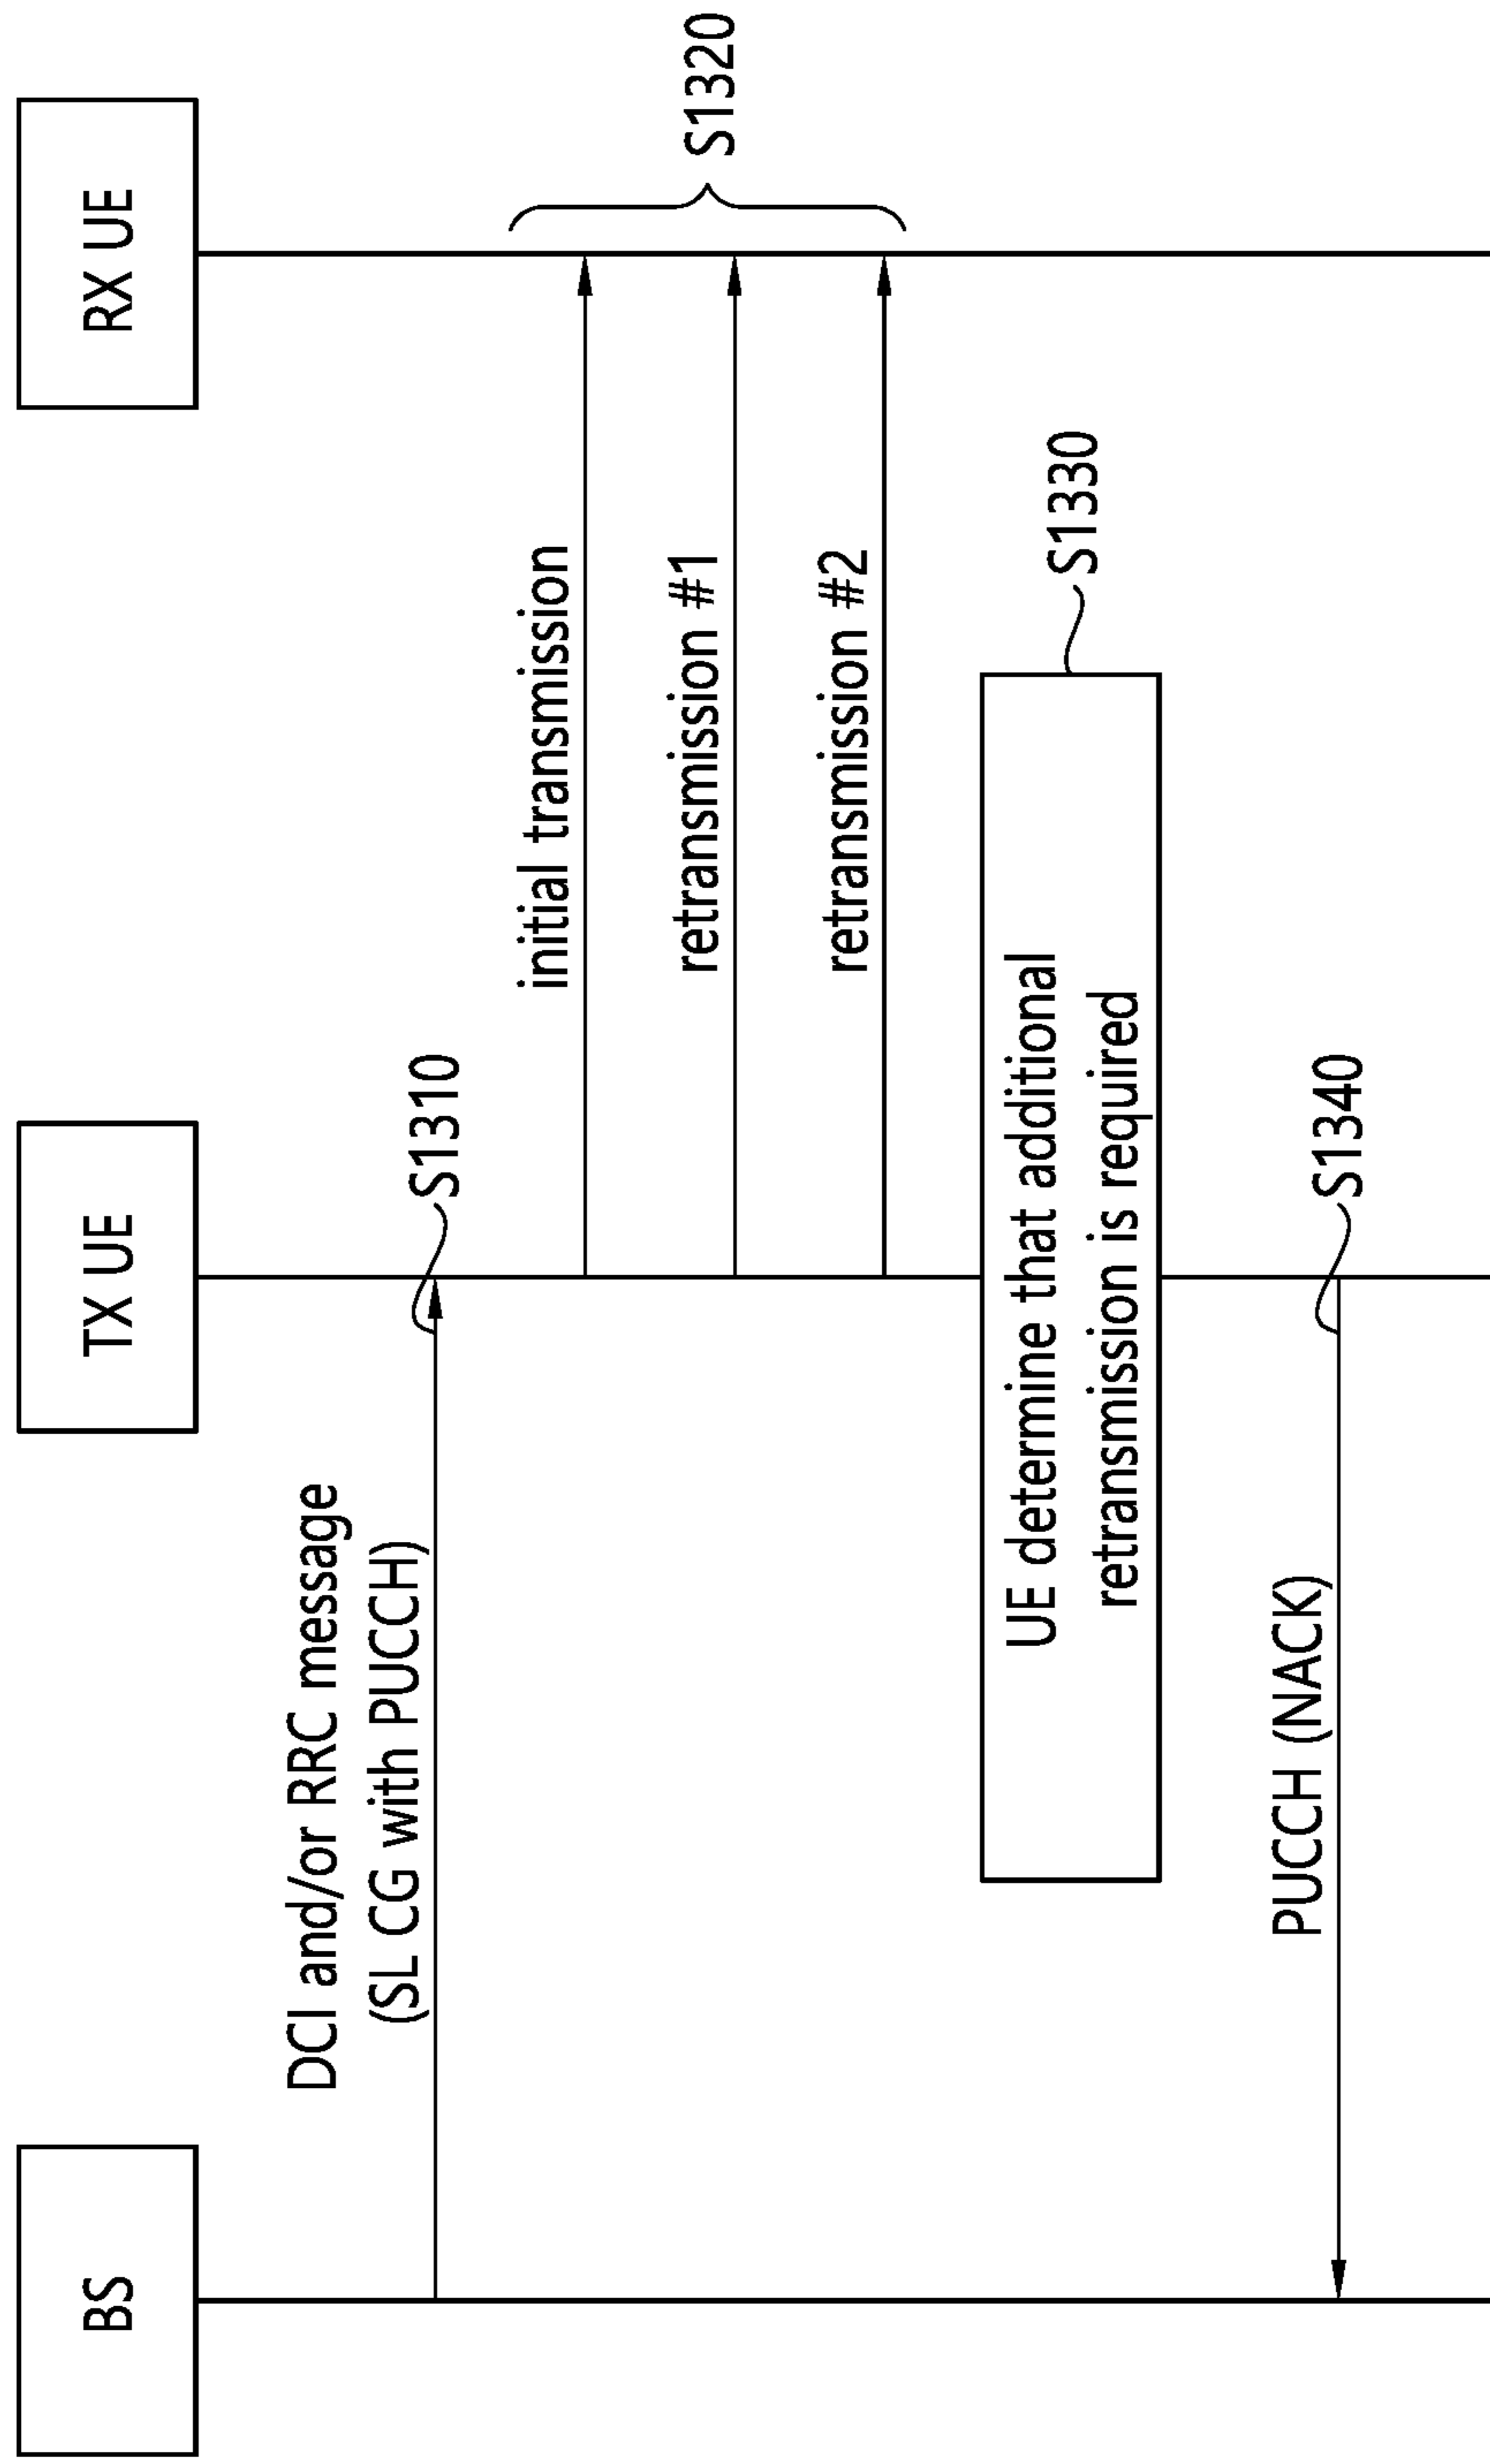 BS
TX UE
RX UE
DCI and/or RRC message
(SL CG with PUCCH)
S1310
initial transmission
retransmission #1
retransmission #2
S1320
UE determine that additional
retransmission is required
S1330
PUCCH (NACK)
S1340